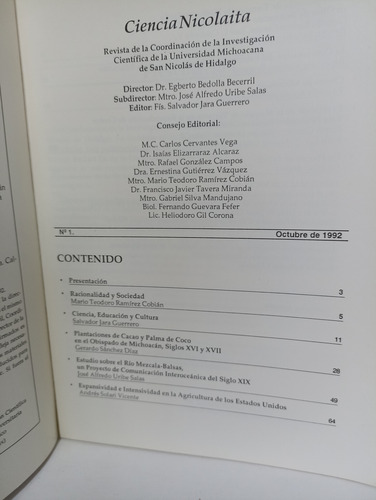 Ciencia Nicolaita
Revista de la Coordinación de la Investigación
Científica de la Universidad Michoacana
de San Nicolás de Hidalgo
Director: Dr. Egberto Bedolla Becerril
Subdirector: Mtro. José Alfredo Uribe Salas
Editor: Fís. Salvador Jara Guerrero
Consejo Editorial:
M.C. Carlos Cervantes Vega
Dr. Isaías Elizarraraz Alcaraz
Mtro. Rafael González Campos
Dra. Ernestina Gutiérrez Vázquez
Mtro. Mario Teodoro Ramírez Cobián
Dr. Francisco Javier Tavera Miranda
Mtro. Gabriel Silva Mandujano
Biol. Fernando Guevara Fefer
Lic. Heliodoro Gil Corona
Nº 1. Octubre de 1992
CONTENIDO
• Presentación 3
• Racionalidad y Sociedad
Mario Teodoro Ramírez Cobián 5
• Ciencia, Educación y Cultura
Salvador Jara Guerrero 11
• Plantaciones de Cacao y Palma de Coco
en el Obispado de Michoacán, Siglos XVI y XVII
Gerardo Sánchez Díaz 28
• Estudio sobre el Río Mezcala-Balsas,
un Proyecto de Comunicación Interoceánica del Siglo XIX
José Alfredo Uribe Salas 49
• Expansividad e Intensividad en la Agricultura de los Estados Unidos
64